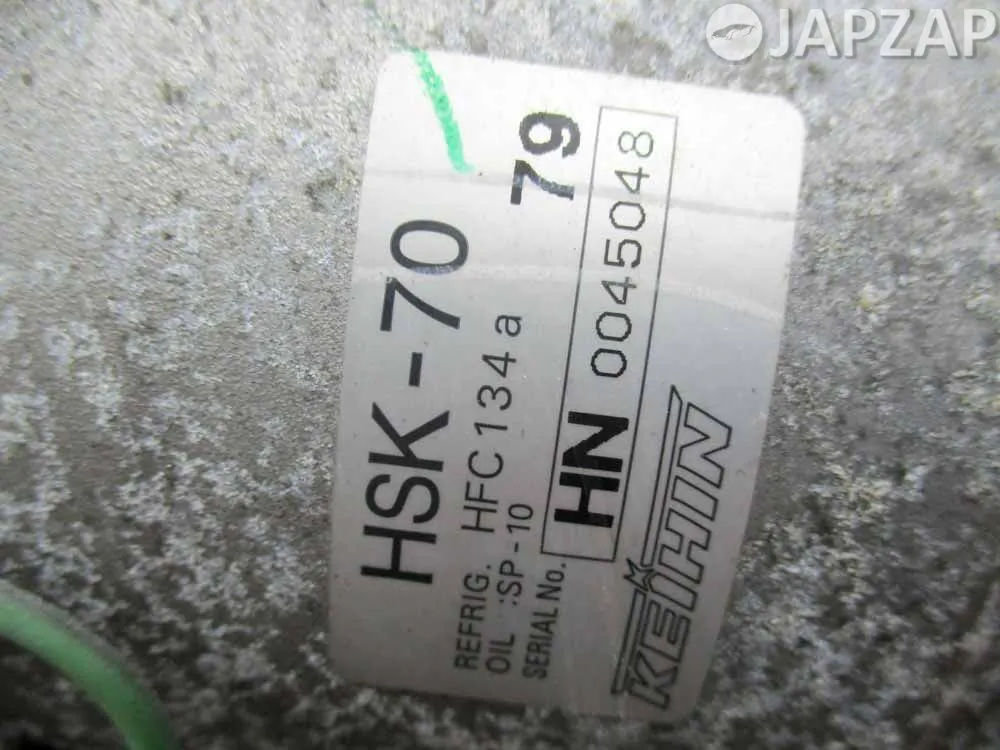 JAPZAP
HSK-70 79
REFRIG. HFC134a
OIL :SP-10
SERIAL No. HN 0045048
KEIHIN